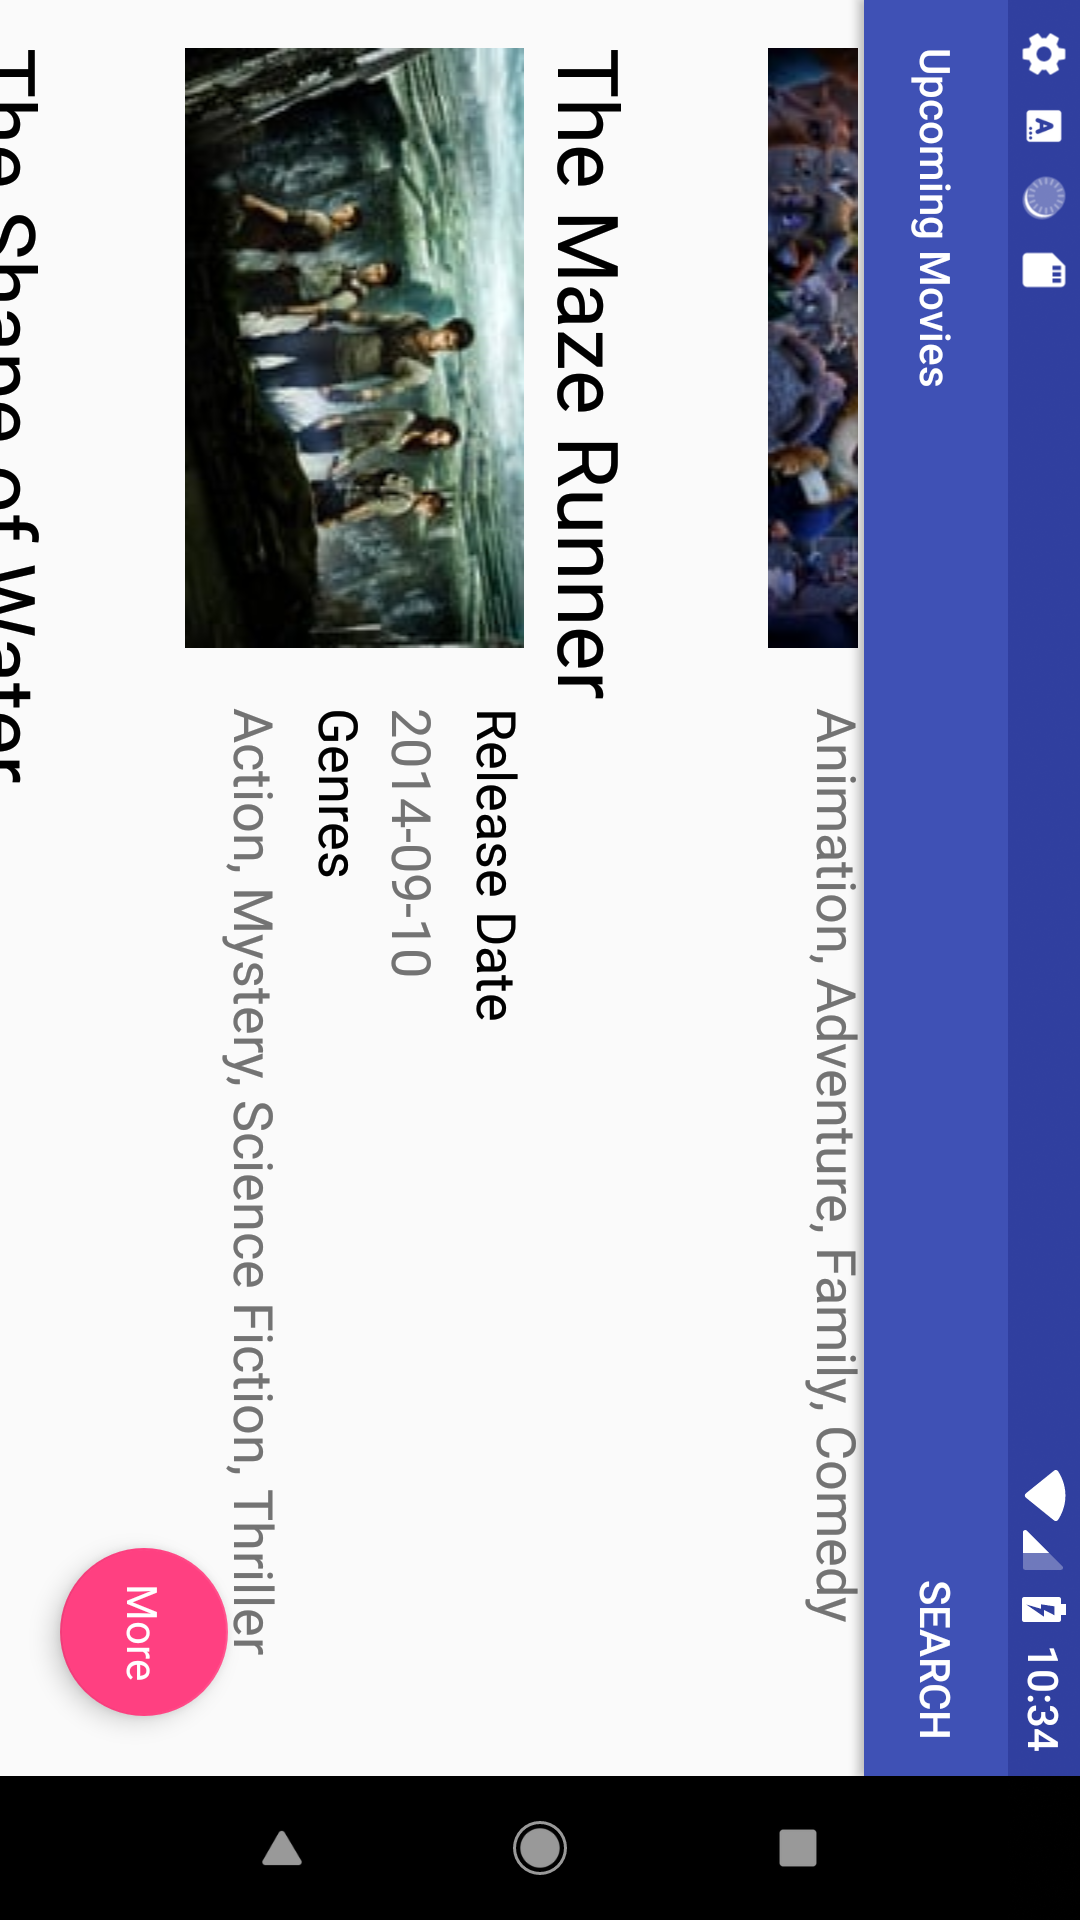 10:34
Upcoming Movies
SEARCH
Animation, Adventure, Family, Comedy
The Maze Runner
Release Date
2014-09-10
Genres
Action, Mystery, Science Fiction, Thriller
The Shape of Water
More